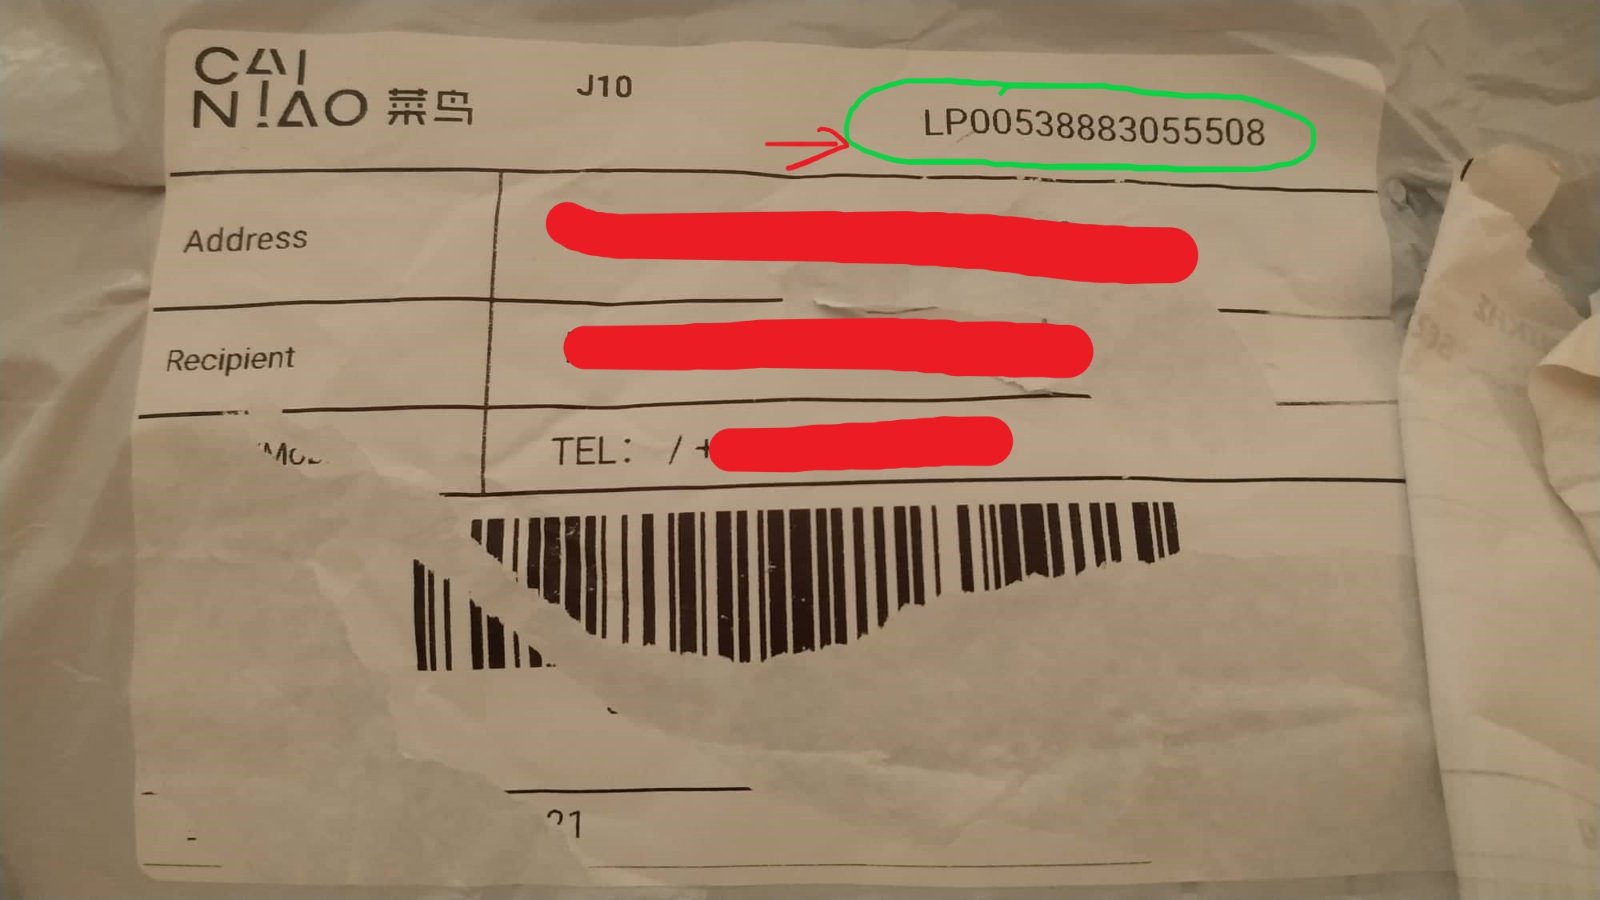 CAI
NIAO 菜鸟
J10
LP00538883055508
Address
Recipient
TEL: / +
21